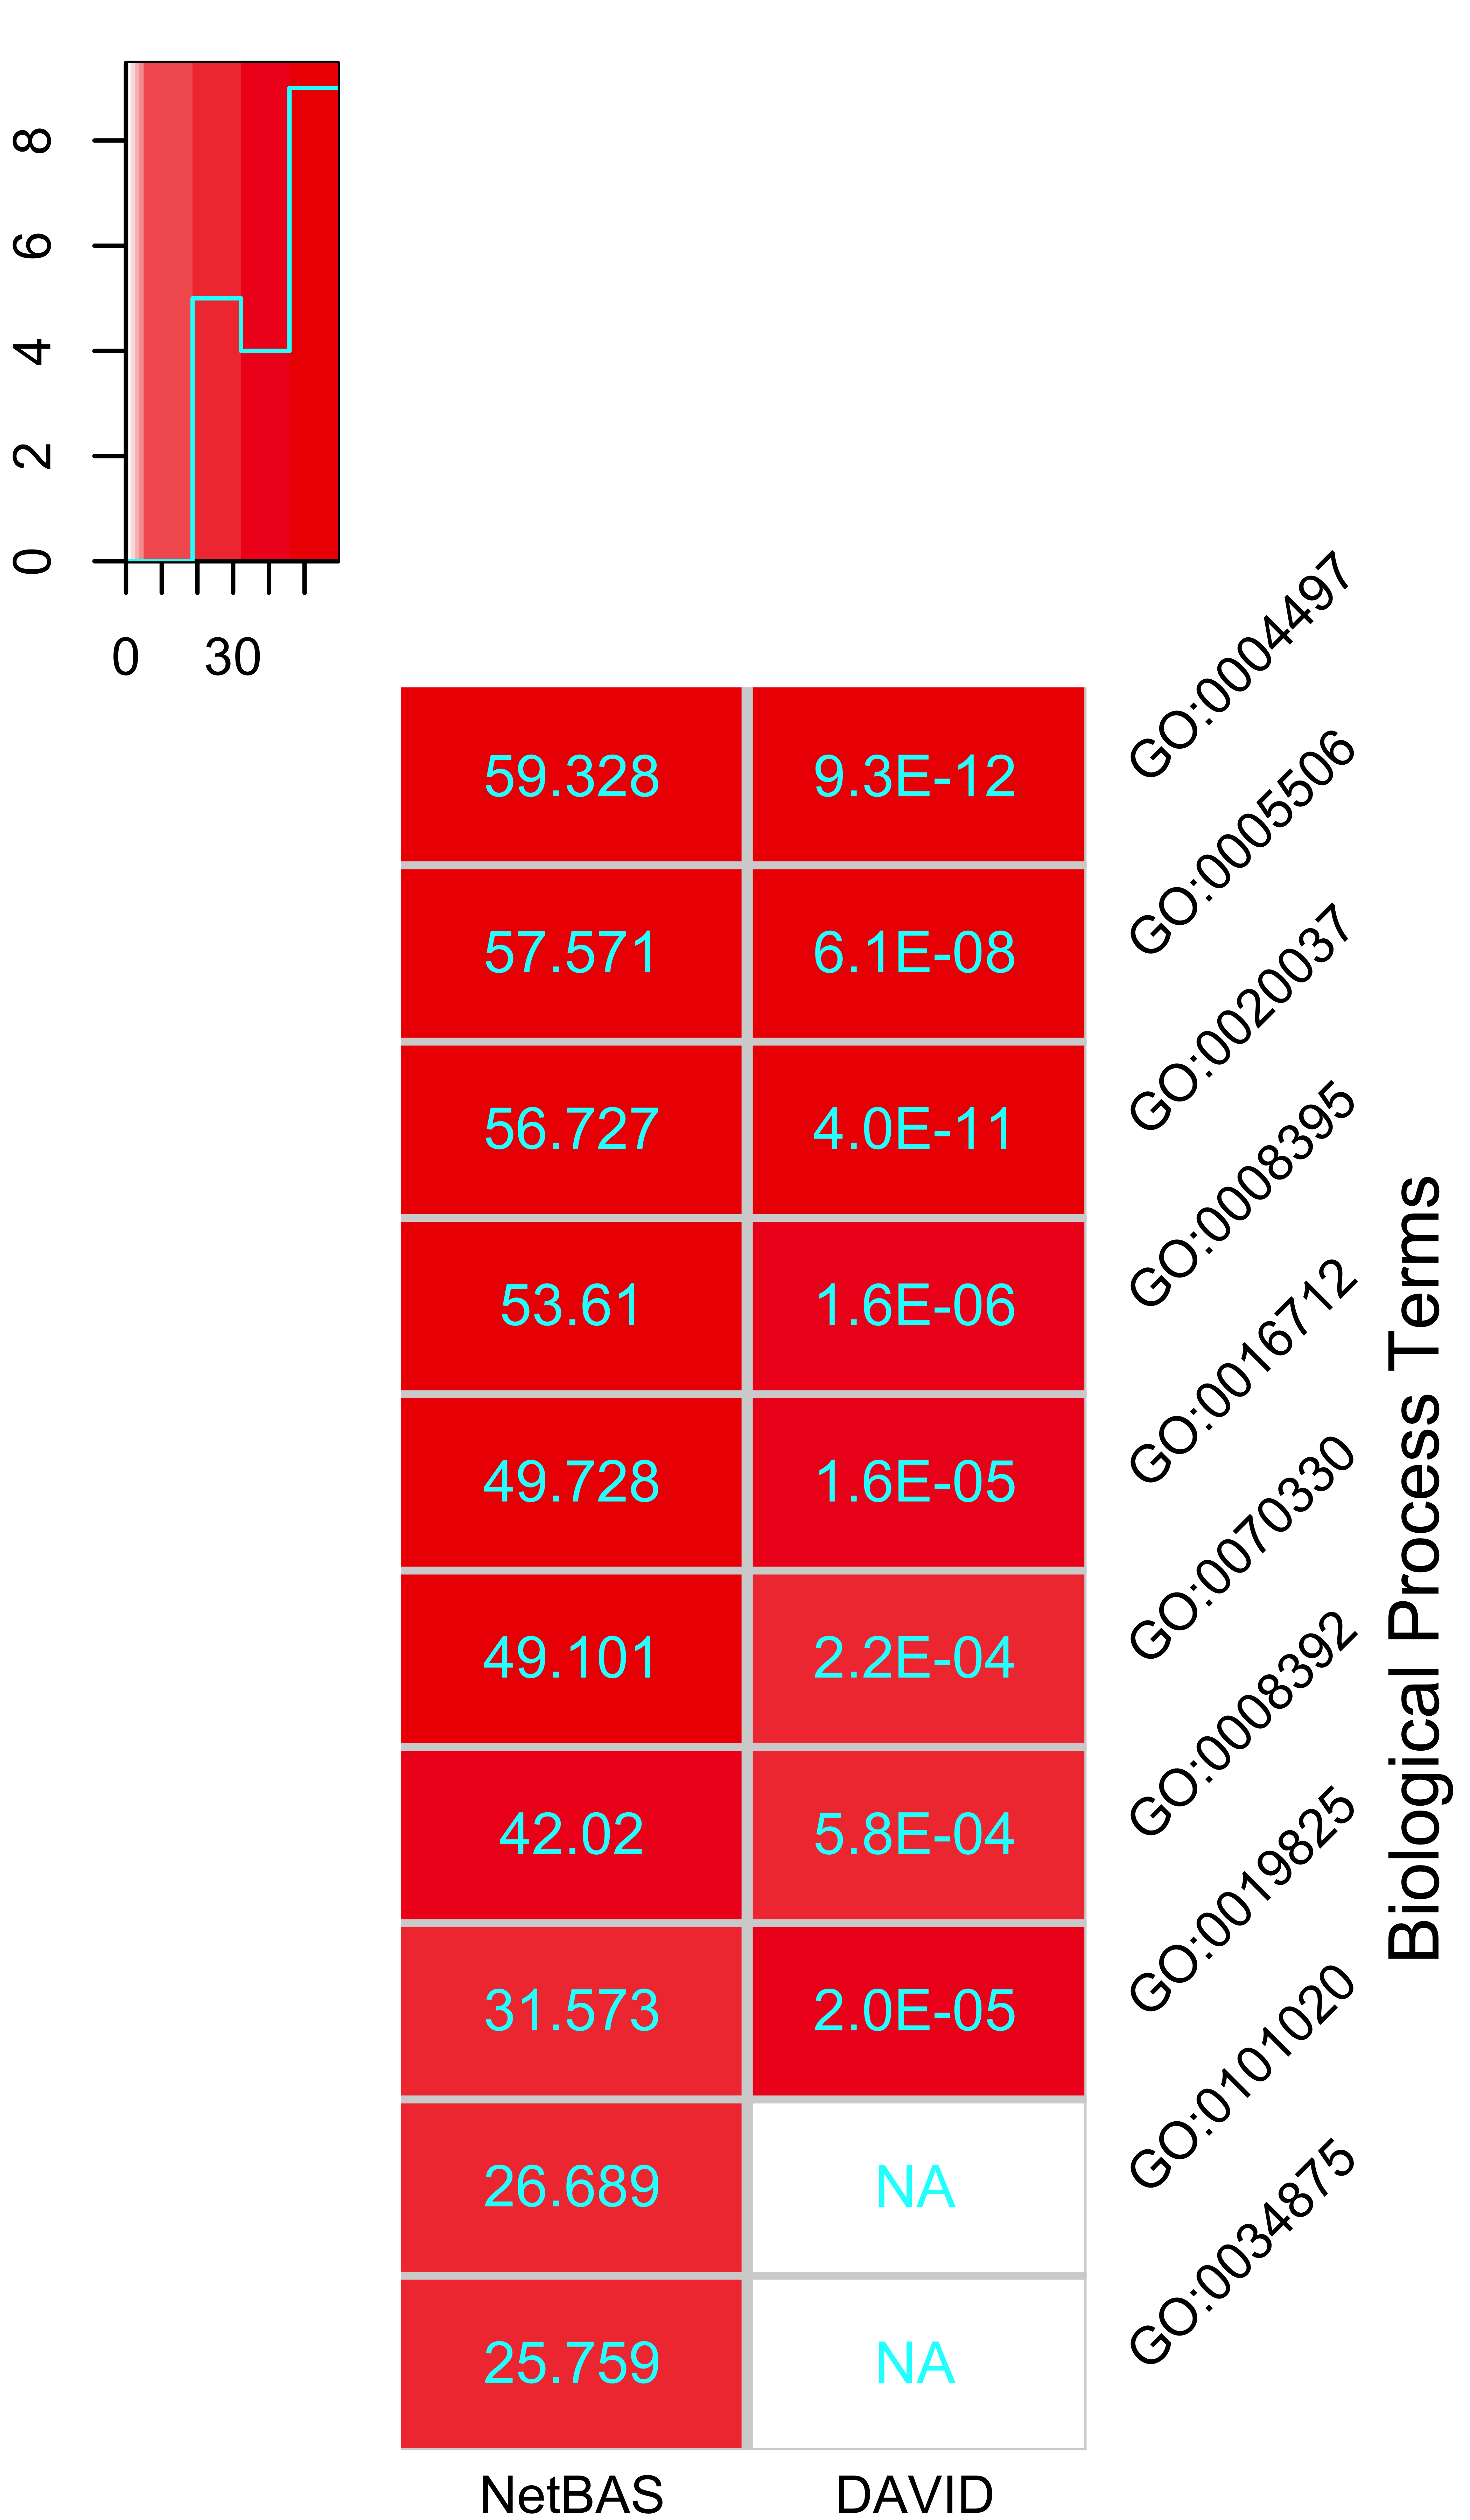 8
6
4
2
0
0 30
59.328 9.3E-12 GO:0004497
57.571 6.1E-08 GO:0005506
56.727 4.0E-11 GO:0020037
53.61 1.6E-06 GO:0008395
49.728 1.6E-05 GO:0016712
49.101 2.2E-04 GO:0070330
42.02 5.8E-04 GO:0008392
31.573 2.0E-05 GO:0019825
26.689 NA GO:0101020
25.759 NA GO:0034875
NetBAS DAVID
Biological Process Terms